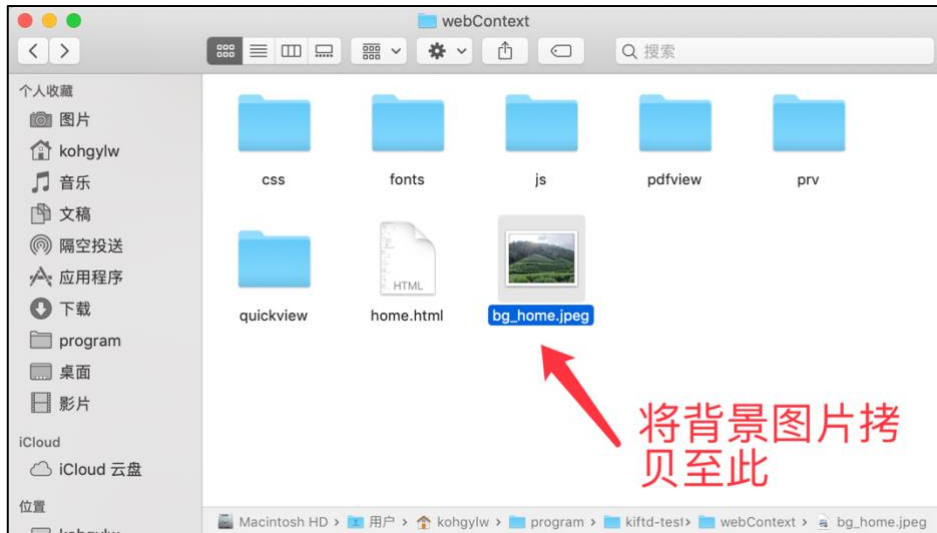 webContext
搜索
个人收藏
图片
kohgylw
音乐
文稿
隔空投送
应用程序
下载
program
桌面
影片
iCloud
iCloud 云盘
位置
css
fonts
js
pdfview
prv
HTML
quickview
home.html
bg_home.jpeg
将背景图片拷
贝至此
Macintosh HD › 用户 › kohgylw › program › kiftd-test › webContext › bg_home.jpeg